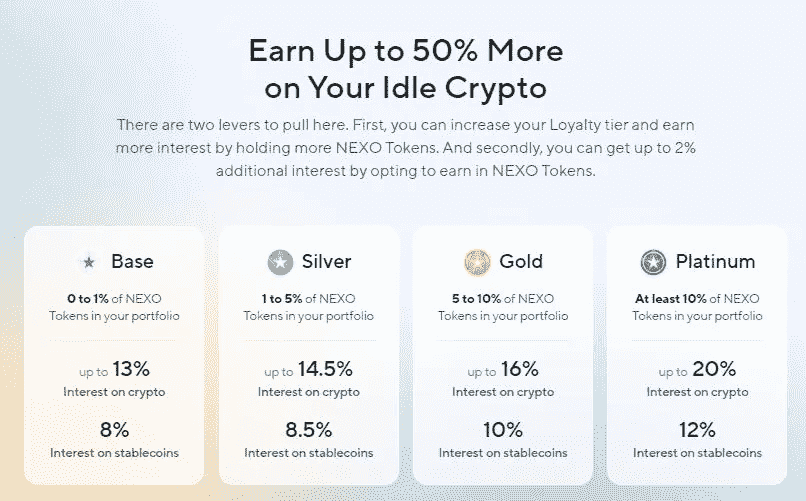 Earn Up to 50% More
on Your Idle Crypto
There are two levers to pull here. First, you can increase your Loyalty tier and earn
more interest by holding more NEXO Tokens. And secondly, you can get up to 2%
additional interest by opting to earn in NEXO Tokens.
Base
0 to 1% of NEXO
Tokens in your portfolio
up to 13%
Interest on crypto
8%
Interest on stablecoins
Silver
1 to 5% of NEXO
Tokens in your portfolio
up to 14.5%
Interest on crypto
8.5%
Interest on stablecoins
Gold
5 to 10% of NEXO
Tokens in your portfolio
up to 16%
Interest on crypto
10%
Interest on stablecoins
Platinum
At least 10% of NEXO
Tokens in your portfolio
up to 20%
Interest on crypto
12%
Interest on stablecoins